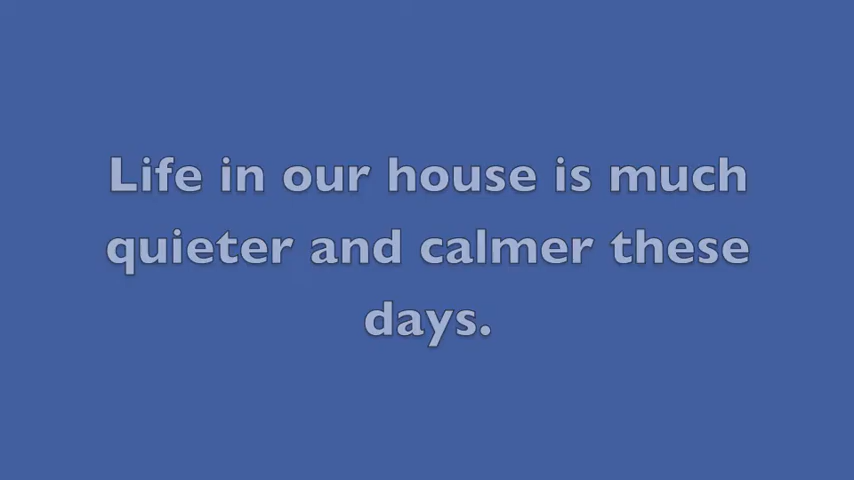 Life in our house is much
quieter and calmer these
days.